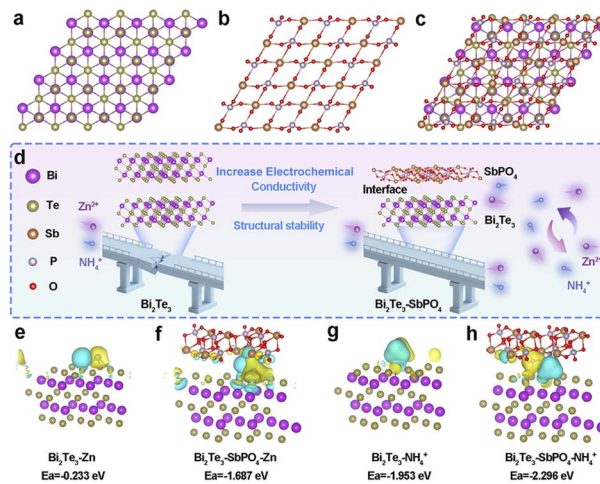 a
b
c
d
Bi
Te
Sb
P
O
Zn²⁺
NH₄⁺
Increase Electrochemical
Conductivity
Structural stability
Bi₂Te₃
Interface
SbPO₄
Bi₂Te₃
Bi₂Te₃-SbPO₄
Zn²⁺
NH₄⁺
e
f
g
h
Bi₂Te₃-Zn
Ea=-0.233 eV
Bi₂Te₃-SbPO₄-Zn
Ea=-1.687 eV
Bi₂Te₃-NH₄⁺
Ea=-1.953 eV
Bi₂Te₃-SbPO₄-NH₄⁺
Ea=-2.296 eV